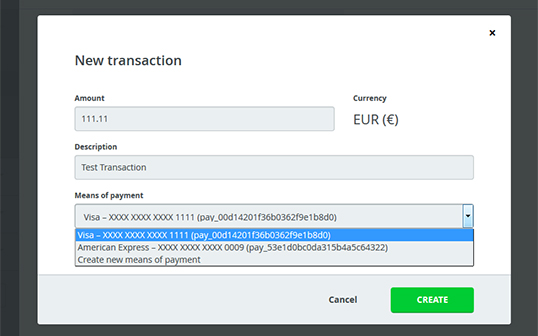 ×
New transaction
Amount
Currency
111.11
EUR (€)
Description
Test Transaction
Means of payment
Visa – XXXX XXXX XXXX 1111 (pay_00d14201f36b0362f9e1b8d0)
Visa – XXXX XXXX XXXX 1111 (pay_00d14201f36b0362f9e1b8d0)
American Express – XXXX XXXX XXXX 0009 (pay_53e1d0bc0da315b4a5c64322)
Create new means of payment
Cancel
CREATE